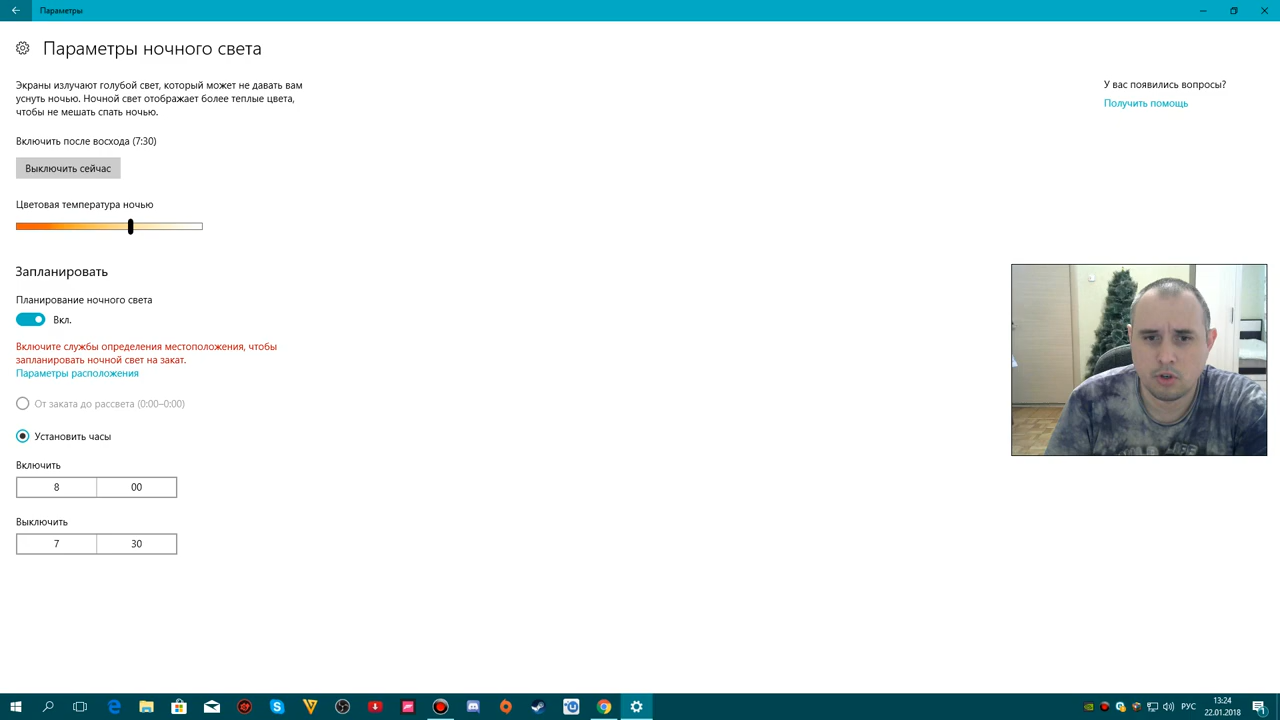 Параметры
Параметры ночного света
Экраны излучают голубой свет, который может не давать вам
уснуть ночью. Ночной свет отображает более теплые цвета,
чтобы не мешать спать ночью.
У вас появились вопросы?
Получить помощь
Включить после восхода (7:30)
Выключить сейчас
Цветовая температура ночью
Запланировать
Планирование ночного света
Вкл.
Включите службы определения местоположения, чтобы
запланировать ночной свет на закат.
Параметры расположения
От заката до рассвета (0:00–0:00)
Установить часы
Включить
8 00
Выключить
7 30
РУС
13:24
22.01.2018